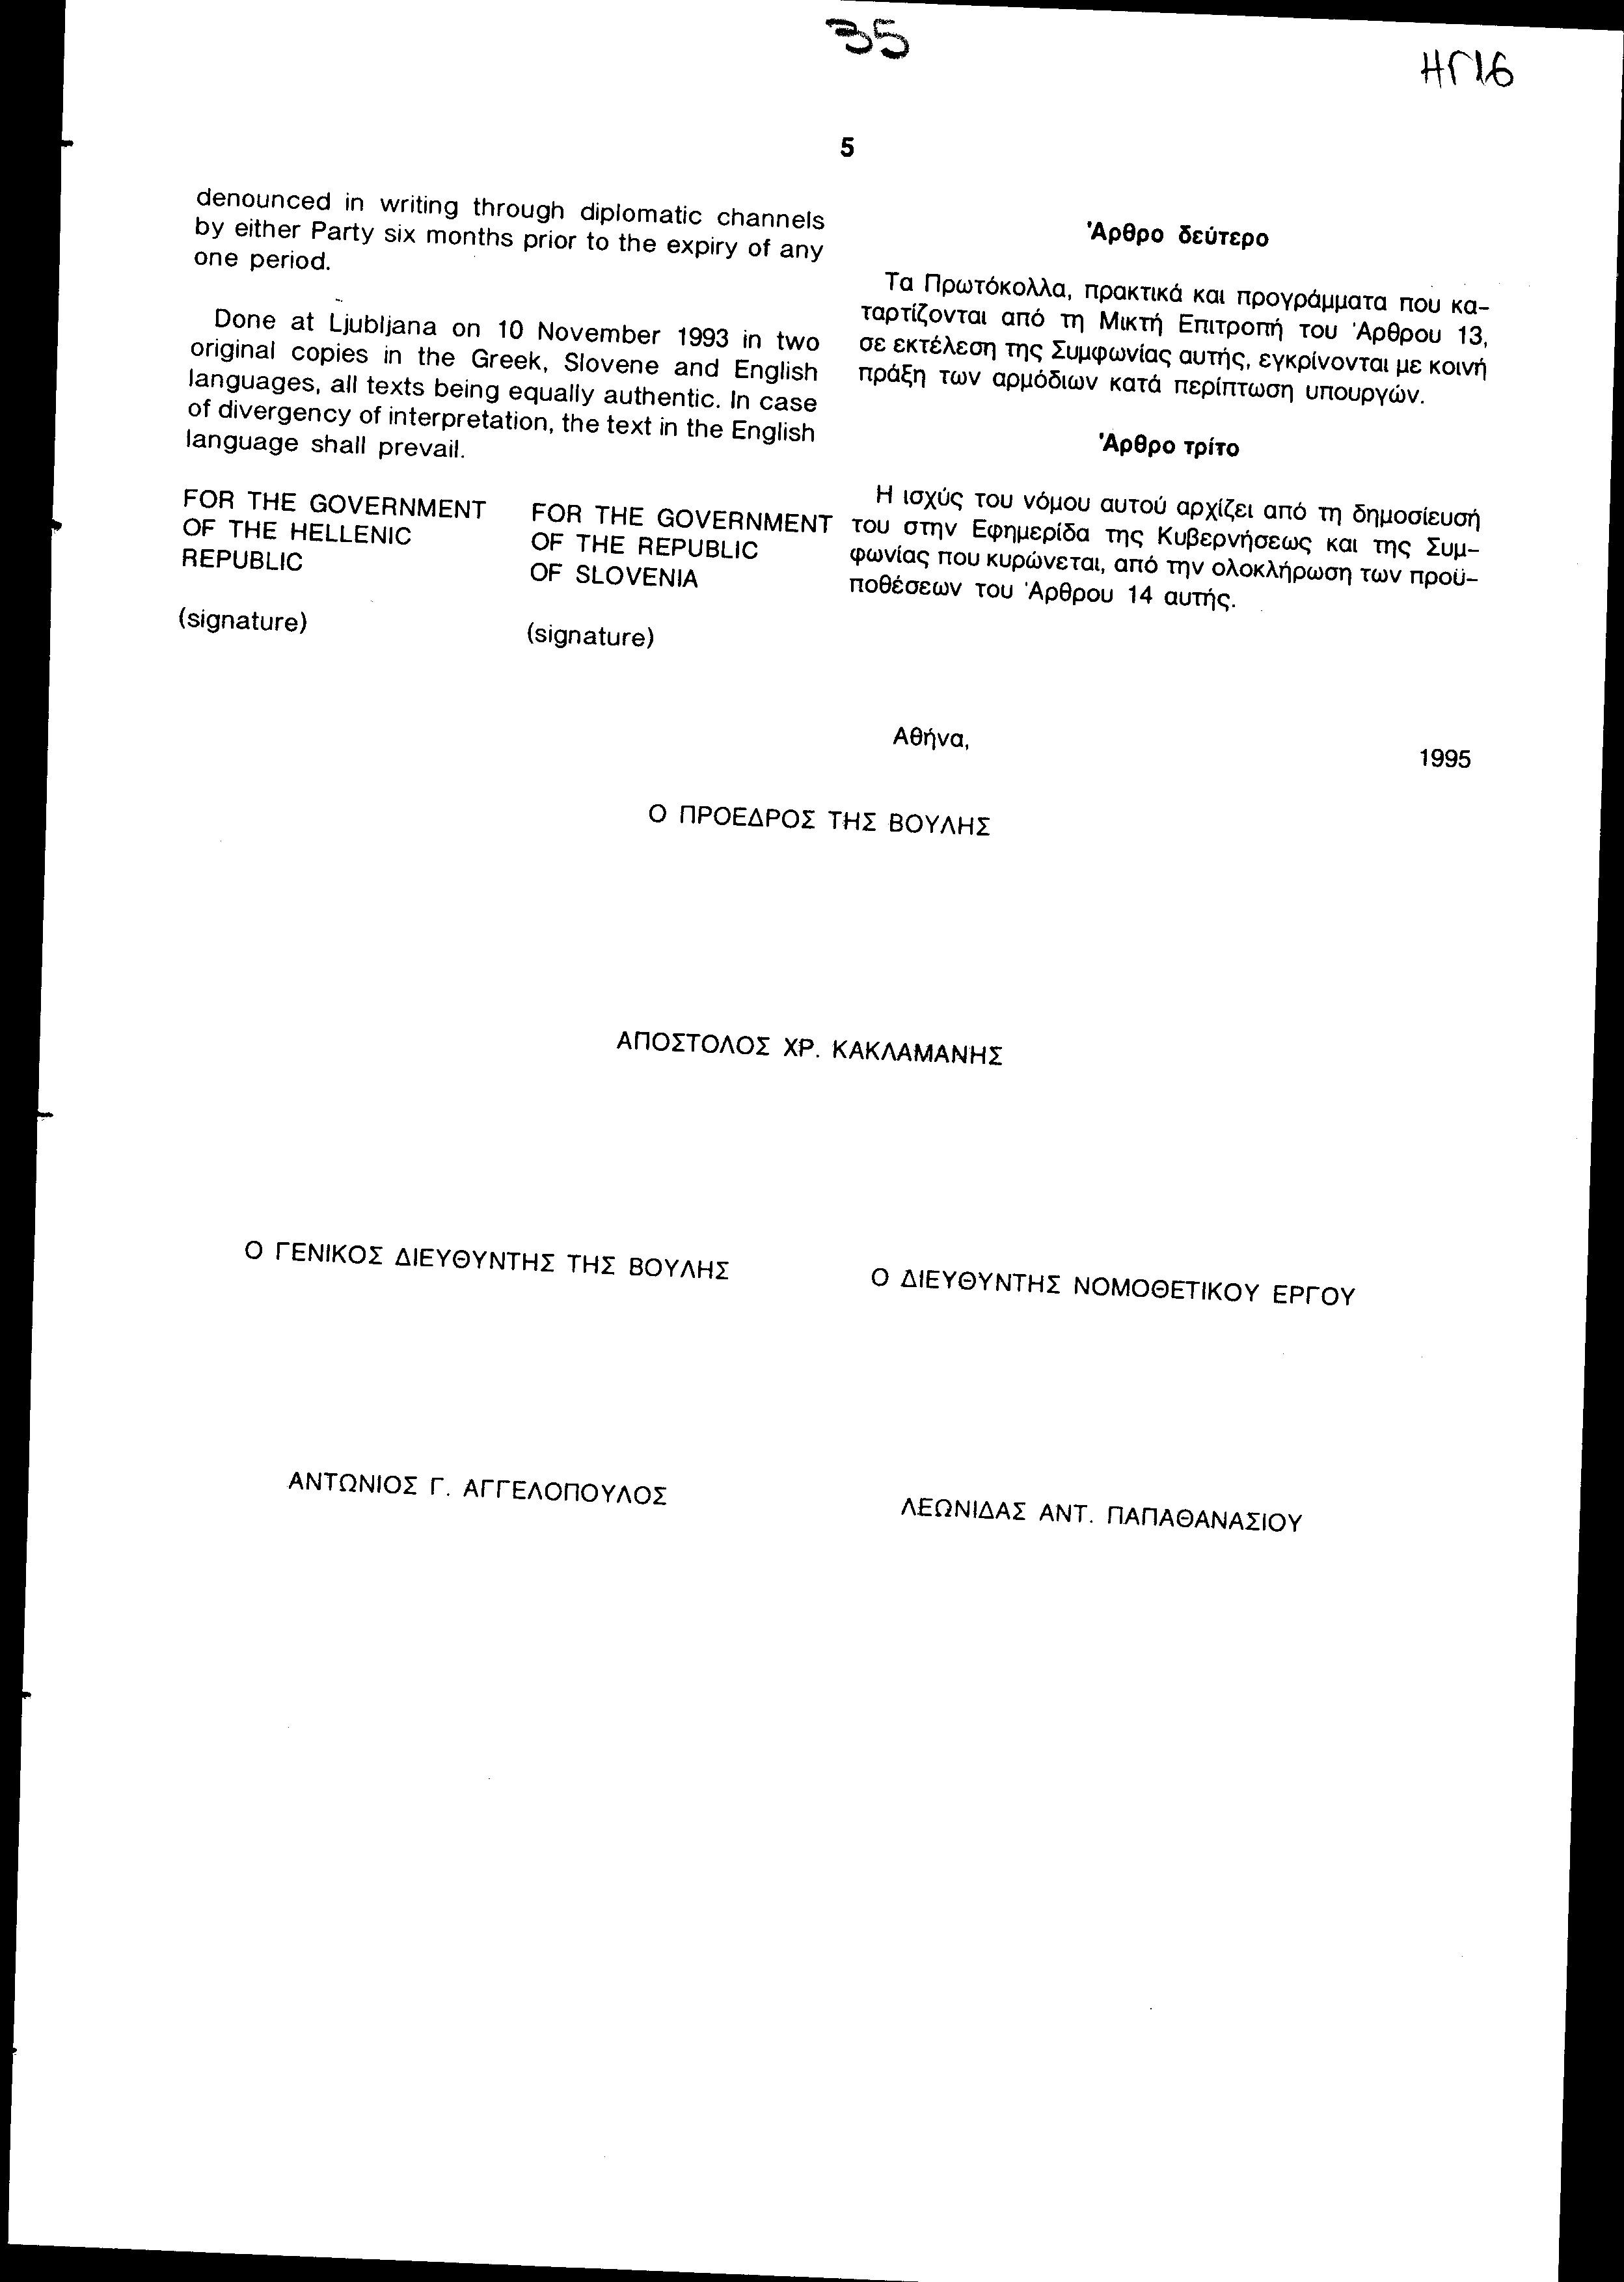 35
5
denounced in writing through diplomatic channels
by either Party six months prior to the expiry of any
one period.
Done at Ljubljana on 10 November 1993 in two
original copies in the Greek, Slovene and English
languages, all texts being equally authentic. In case
of divergency of interpretation, the text in the English
language shall prevail.
FOR THE GOVERNMENT
OF THE HELLENIC
REPUBLIC
(signature)
FOR THE GOVERNMENT
OF THE REPUBLIC
OF SLOVENIA
(signature)
Άρθρο δεύτερο
Τα Πρωτόκολλα, πρακτικά και προγράμματα που κα-
ταρτίζονται από τη Μικτή Επιτροπή του Άρθρου 13,
σε εκτέλεση της Συμφωνίας αυτής, εγκρίνονται με κοινή
πράξη των αρμόδιων κατά περίπτωση υπουργών.
Άρθρο τρίτο
Η ισχύς του νόμου αυτού αρχίζει από τη δημοσίευσή
του στην Εφημερίδα της Κυβερνήσεως και της Συμ-
φωνίας που κυρώνεται, από την ολοκλήρωση των προϋ-
ποθέσεων του Άρθρου 14 αυτής.
Αθήνα, 1995
Ο ΠΡΟΕΔΡΟΣ ΤΗΣ ΒΟΥΛΗΣ
ΑΠΟΣΤΟΛΟΣ ΧΡ. ΚΑΚΛΑΜΑΝΗΣ
Ο ΓΕΝΙΚΟΣ ΔΙΕΥΘΥΝΤΗΣ ΤΗΣ ΒΟΥΛΗΣ
Ο ΔΙΕΥΘΥΝΤΗΣ ΝΟΜΟΘΕΤΙΚΟΥ ΕΡΓΟΥ
ΑΝΤΩΝΙΟΣ Γ. ΑΓΓΕΛΟΠΟΥΛΟΣ
ΛΕΩΝΙΔΑΣ ΑΝΤ. ΠΑΠΑΘΑΝΑΣΙΟΥ